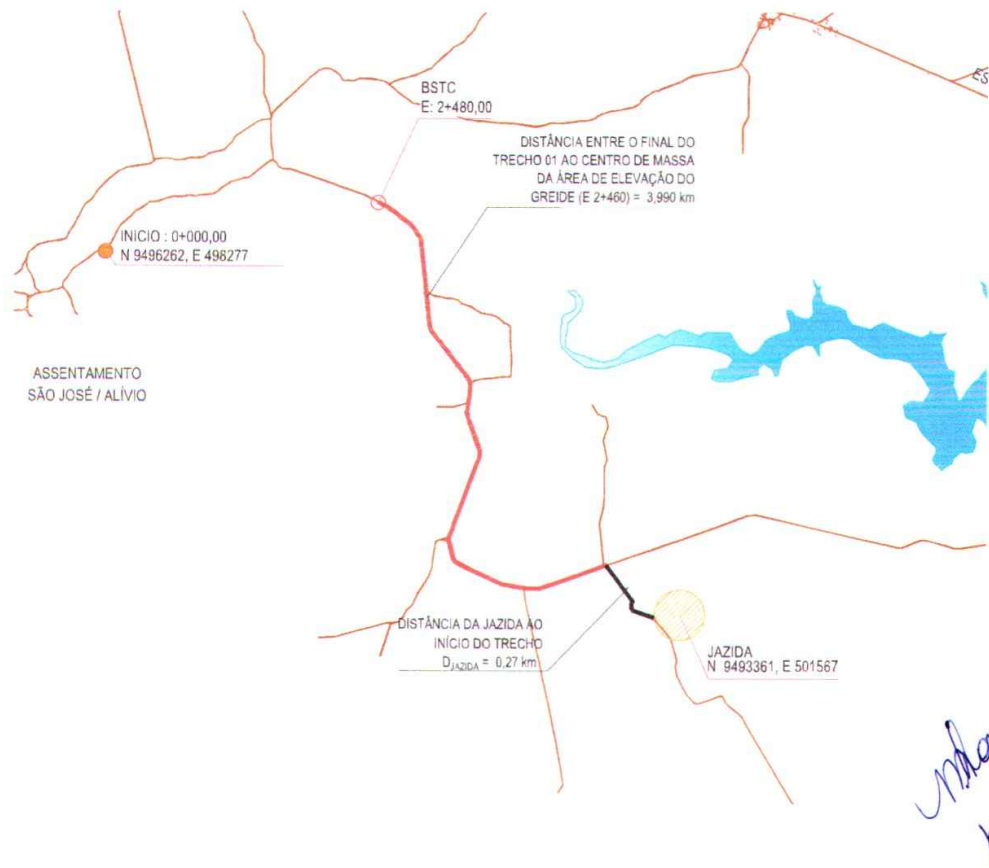 BSTC
E: 2+480,00
ES
DISTÂNCIA ENTRE O FINAL DO
TRECHO 01 AO CENTRO DE MASSA
DA ÁREA DE ELEVAÇÃO DO
GREIDE (E 2+460) = 3,990 km
INICIO : 0+000,00
N 9496262, E 498277
ASSENTAMENTO
SÃO JOSÉ / ALÍVIO
DISTÂNCIA DA JAZIDA AO
INÍCIO DO TRECHO
DJAZIDA = 0,27 km
JAZIDA
N 9493361, E 501567